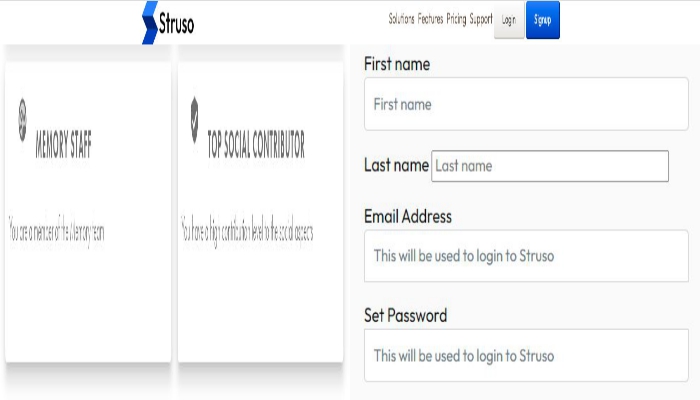 Struso
Solutions Features Pricing Support Login Signup
MEMORY STAFF
You are a member of the Memory team
TOP SOCIAL CONTRIBUTOR
You have a high contribution level to the social aspects
First name
First name
Last name Last name
Email Address
This will be used to login to Struso
Set Password
This will be used to login to Struso